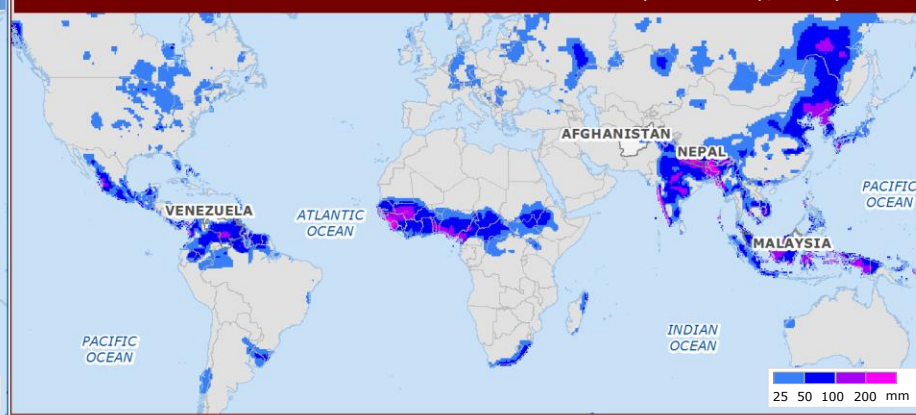 AFGHANISTAN
NEPAL
PACIFIC
OCEAN
VENEZUELA
ATLANTIC
OCEAN
MALAYSIA
PACIFIC
OCEAN
INDIAN
OCEAN
25 50 100 200 mm